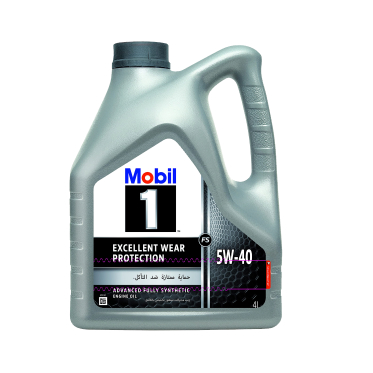 Mobil
1
FS
5W-40
EXCELLENT WEAR
PROTECTION
حماية ممتازة ضد التآكل
ADVANCED FULLY SYNTHETIC
ENGINE OIL
4L